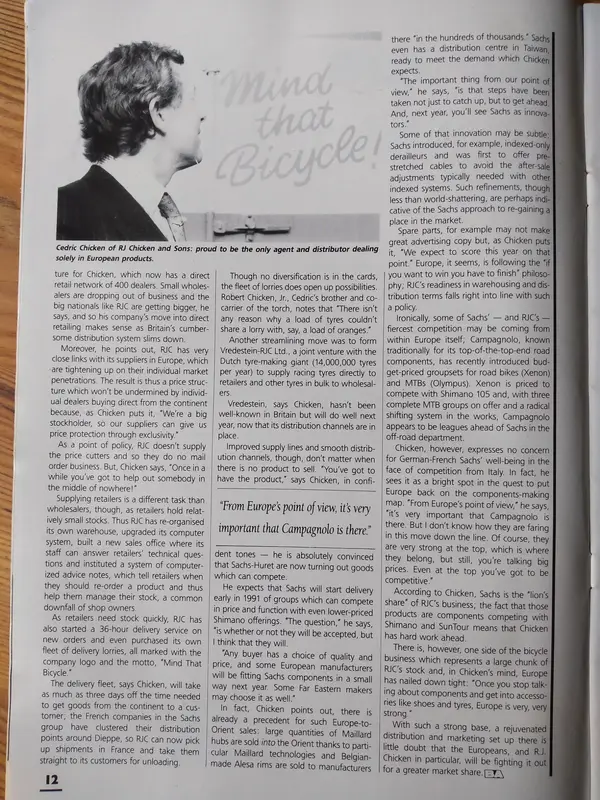 Mind
that
Bicycle!
Cedric Chicken of RJ Chicken and Sons: proud to be the only agent and distributor dealing
solely in European products.
ture for Chicken, which now has a direct
retail network of 400 dealers. Small whols-
alers are dropping out of business and the
big nationals like RJC are getting bigger, he
says, and so his company's move into direct
retailing makes sense as Britain's cumber-
some distribution system slims down.
Moreover, he points out, RJC has very
close links with its suppliers in Europe, which
are tightening up on their individual market
penetrations. The result is thus a price struc-
ture which won't be undermined by individ-
ual dealers buying direct from the continent
because, as Chicken puts it, "We're a big
stockholder, so our suppliers can give us
price protection through exclusivity."
As a point of policy, RJC doesn't supply
the price cutters and so they do no mail
order business. But, Chicken says, "Once in a
while you've got to help out somebody in
the middle of nowhere!"
Supplying retailers is a different task than
wholesalers, though, as retailers hold rela-
tively small stocks. Thus RJC has re-organised
its own warehouse, upgraded its computer
system, built a new sales office where its
staff can answer retailers' technical ques-
tions and instituted a system of computer-
ized advice notes, which tell retailers when
they should re-order a product and thus
help them manage their stock, a common
downfall of shop owners.
As retailers need stock quickly, RJC has
also started a 36-hour delivery service on
new orders and even purchased its own
fleet of delivery lorries, all marked with the
company logo and the motto, "Mind That
Bicycle."
The delivery fleet, says Chicken, will take
as much as three days off the time needed
to get goods from the continent to a cus-
tomer; the French companies in the Sachs
group have clustered their distribution
points around Dieppe, so RJC can now pick
up shipments in France and take them
straight to its customers for unloading.
Though no diversification is in the cards,
the fleet of lorries does open up possibilities.
Robert Chicken, Jr., Cedric's brother and co-
carrier of the torch, notes that "There isn't
any reason why a load of tyres couldn't
share a lorry with, say, a load of oranges."
Another streamlining move was to form
Vredestein-RJC Ltd., a joint venture with the
Dutch tyre-making giant (14,000,000 tyres
per year) to supply racing tyres directly to
retailers and other tyres in bulk to wholesal-
ers.
Vredestein, says Chicken, hasn't been
well-known in Britain but will do well next
year, now that its distribution channels are in
place.
Improved supply lines and smooth distri-
bution channels, though, don't matter when
there is no product to sell. "You've got to
have the product," says Chicken, in confi-
"From Europe's point of view, it's very
important that Campagnolo is there."
dent tones — he is absolutely convinced
that Sachs-Huret are now turning out goods
which can compete.
He expects that Sachs will start delivery
early in 1991 of groups which can compete
in price and function with even lower-priced
Shimano offerings. "The question," he says,
"is whether or not they will be accepted, but
I think that they will.
"Any buyer has a choice of quality and
price, and some European manufacturers
will be fitting Sachs components in a small
way next year. Some Far Eastern makers
may choose it as well."
In fact, Chicken points out, there is
already a precedent for such Europe-to-
Orient sales: large quantities of Maillard
hubs are sold into the Orient thanks to parti-
cular Maillard technologies and Belgian-
made Alesa rims are sold to manufacturers
there "in the hundreds of thousands." Sachs
even has a distribution centre in Taiwan,
ready to meet the demand which Chicken
expects.
"The important thing from our point of
view," he says, "is that steps have been
taken not just to catch up, but to get ahead.
And, next year, you'll see Sachs as innova-
tors."
Some of that innovation may be subtle:
Sachs introduced, for example, indexed-only
derailleurs and was first to offer pre-
stretched cables to avoid the after-sale
adjustments typically needed with other
indexed systems. Such refinements, though
less than world-shattering, are perhaps indi-
cative of the Sachs approach to re-gaining a
place in the market.
Spare parts, for example may not make
great advertising copy but, as Chicken puts
it, "We expect to score this year on that
point." Europe, it seems, is following the "if
you want to win you have to finish" philoso-
phy; RJC's readiness in warehousing and dis-
tribution terms falls right into line with such
a policy.
Ironically, some of Sachs' — and RJC's —
fiercest competition may be coming from
within Europe itself; Campagnolo, known
traditionally for its top-of-the-top-end road
components, has recently introduced bud-
get-priced groupsets for road bikes (Xenon)
and MTBs (Olympus). Xenon is priced to
compete with Shimano 105 and, with three
complete MTB groups on offer and a radical
shifting system in the works, Campagnolo
appears to be leagues ahead of Sachs in the
off-road department.
Chicken, however, expresses no concern
for German-French Sachs' well-being in the
face of competition from Italy. In fact, he
sees it as a bright spot in the quest to put
Europe back on the components-making
map. "From Europe's point of view," he says,
"it's very important that Campagnolo is
there. But I don't know how they are faring
in this move down the line. Of course, they
are very strong at the top, which is where
they belong, but still, you're talking big
prices. Even at the top you've got to be
competitive."
According to Chicken, Sachs is the "lion's
share" of RJC's business; the fact that those
products are components competing with
Shimano and SunTour means that Chicken
has hard work ahead.
There is, however, one side of the bicycle
business which represents a large chunk of
RJC's stock and, in Chicken's mind, Europe
has nailed down tight. "Once you stop talk-
ing about components and get into accesso-
ries like shoes and tyres, Europe is very, very
strong."
With such a strong base, a rejuvenated
distribution and marketing set up there is
little doubt that the Europeans, and R.J.
Chicken in particular, will be fighting it out
for a greater market share.
12